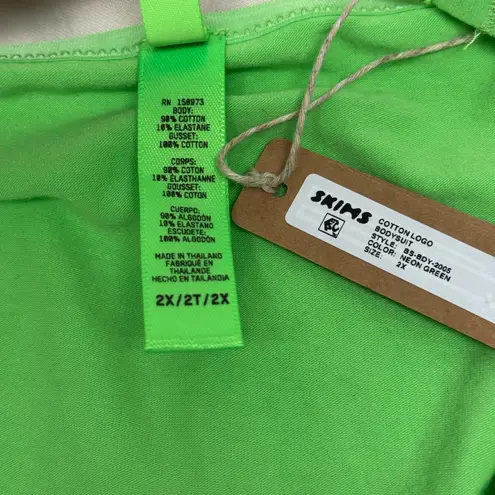 RN 158973
BODY:
90% COTTON
10% ELASTANE
GUSSET:
100% COTTON
CORPS:
90% COTON
10% ÉLASTHANNE
GOUSSET:
100% COTON
CUERPO:
90% ALGODÓN
10% ELASTANO
ESCUDETE:
100% ALGODÓN
MADE IN THAILAND
FABRIQUÉ EN
THAILANDE
HECHO EN TAILANDIA
2X/2T/2X
SKIMS
COTTON LOGO
BODYSUIT
STYLE: BS-BDY-2005
COLOR: NEON GREEN
SIZE: 2X